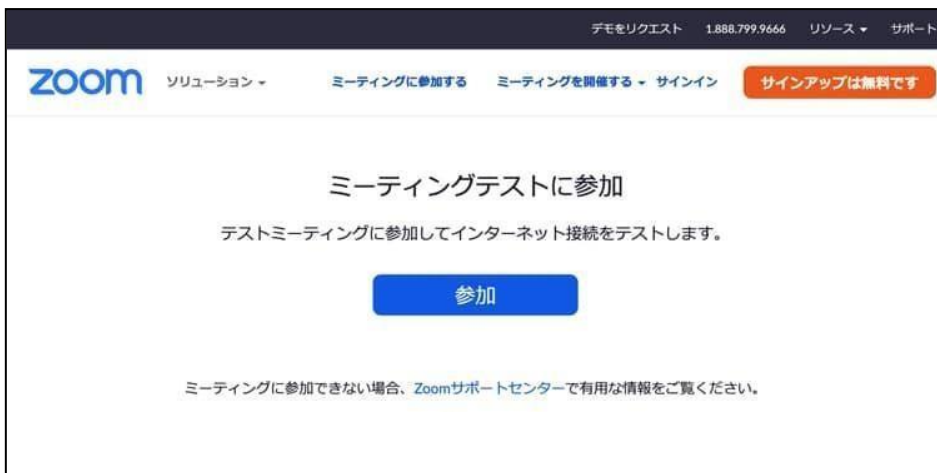 デモをリクエスト 1.888.799.9666 リソース サポート
zoom ソリューション ミーティングに参加する ミーティングを開催する サインイン サインアップは無料です
ミーティングテストに参加
テストミーティングに参加してインターネット接続をテストします。
参加
ミーティングに参加できない場合、Zoomサポートセンターで有用な情報をご覧ください。